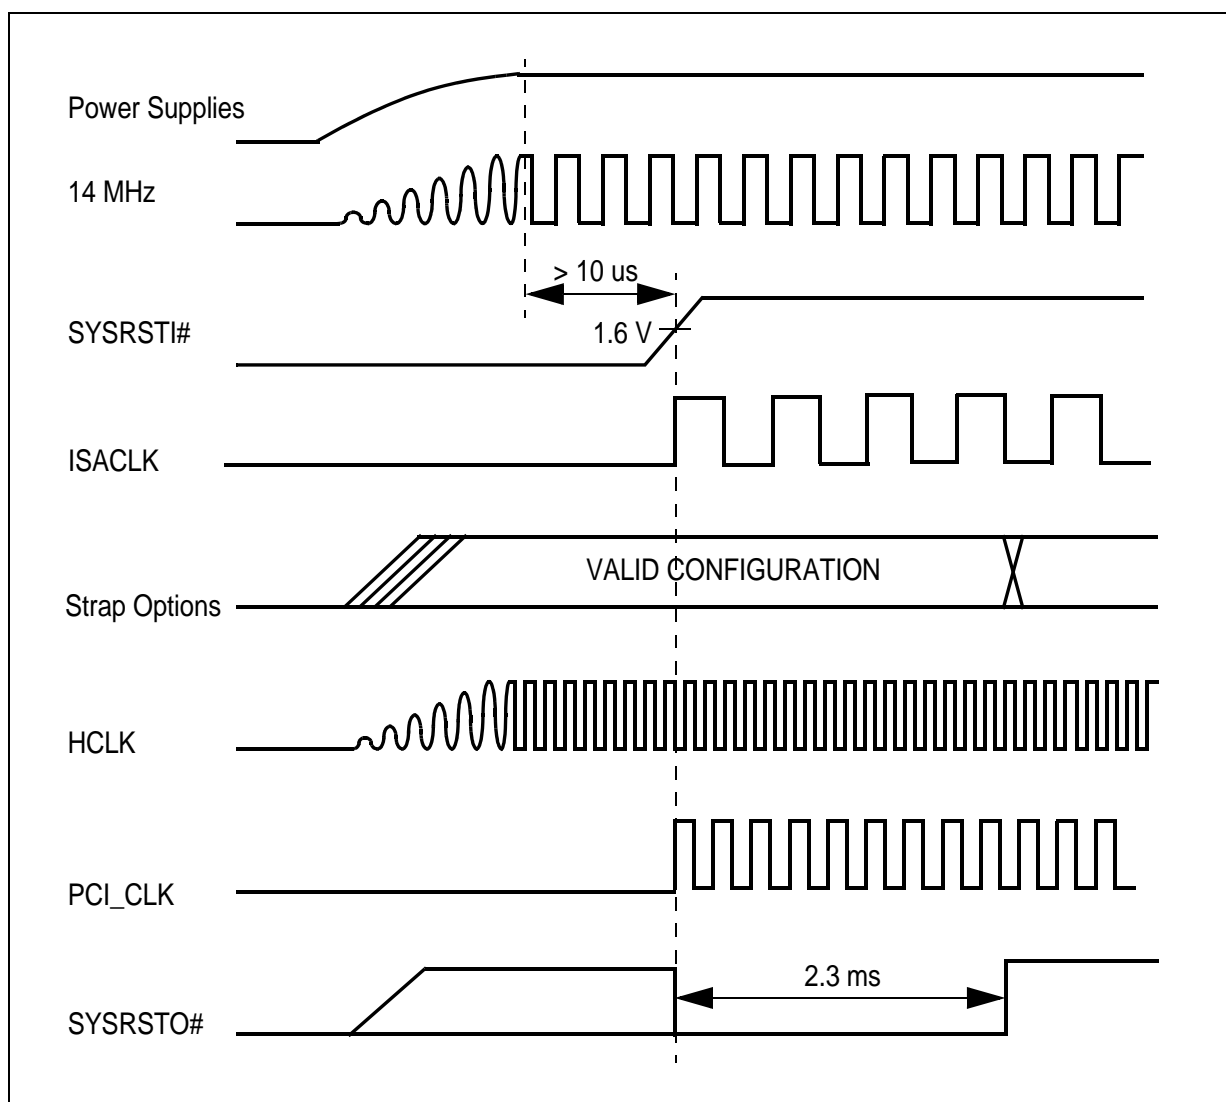 Power Supplies
14 MHz
> 10 us
SYSRSTI#
1.6 V
ISACLK
VALID CONFIGURATION
Strap Options
HCLK
PCI_CLK
2.3 ms
SYSRSTO#